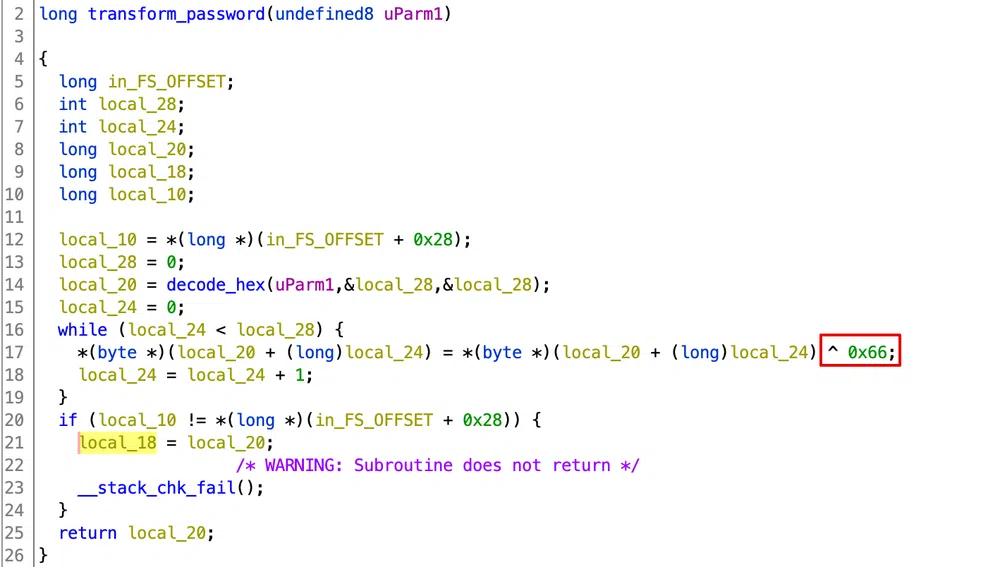 2 long transform_password(undefined8 uParm1)
3
4 {
5   long in_FS_OFFSET;
6   int local_28;
7   int local_24;
8   long local_20;
9   long local_18;
10   long local_10;
11
12   local_10 = *(long *)(in_FS_OFFSET + 0x28);
13   local_28 = 0;
14   local_20 = decode_hex(uParm1,&local_28,&local_28);
15   local_24 = 0;
16   while (local_24 < local_28) {
17     *(byte *)(local_20 + (long)local_24) = *(byte *)(local_20 + (long)local_24) ^ 0x66;
18     local_24 = local_24 + 1;
19   }
20   if (local_10 != *(long *)(in_FS_OFFSET + 0x28)) {
21     local_18 = local_20;
22                     /* WARNING: Subroutine does not return */
23     __stack_chk_fail();
24   }
25   return local_20;
26 }